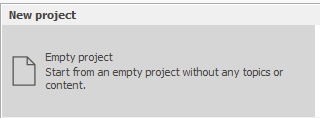 New project
Empty project
Start from an empty project without any topics or
content.